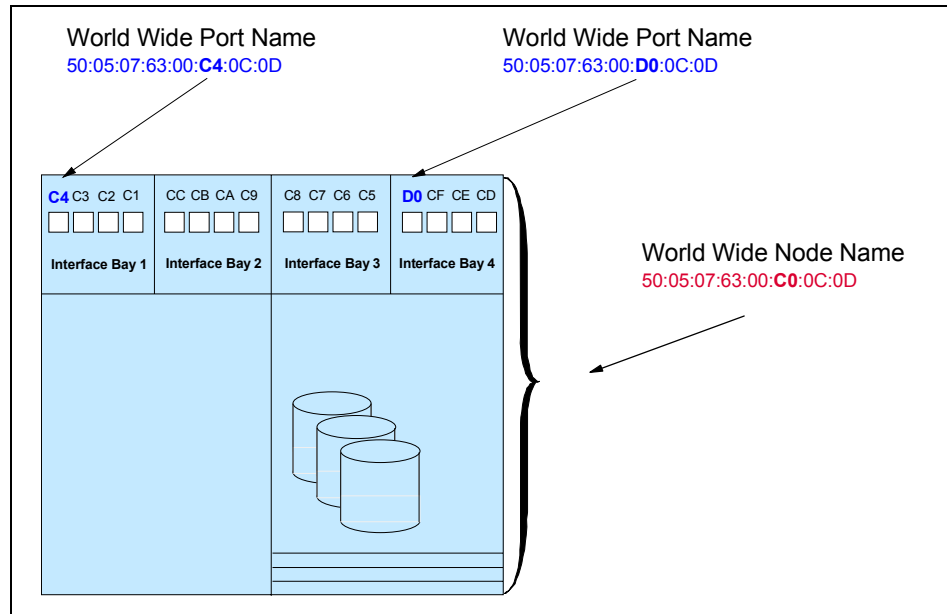 World Wide Port Name
50:05:07:63:00:C4:0C:0D
World Wide Port Name
50:05:07:63:00:D0:0C:0D
C4 C3 C2 C1
CC CB CA C9
C8 C7 C6 C5
D0 CF CE CD
Interface Bay 1
Interface Bay 2
Interface Bay 3
Interface Bay 4
World Wide Node Name
50:05:07:63:00:C0:0C:0D